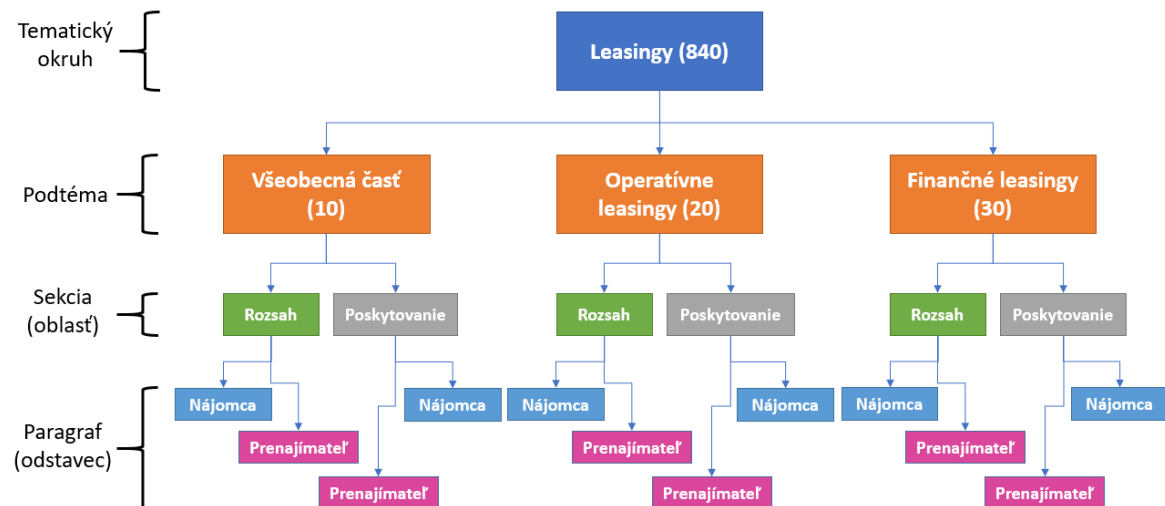 Tematický
okruh
Leasingy (840)
Podtéma
Všeobecná časť
(10)
Operatívne
leasingy (20)
Finančné leasingy
(30)
Sekcia
(oblasť)
Rozsah
Poskytovanie
Rozsah
Poskytovanie
Rozsah
Poskytovanie
Paragraf
(odstavec)
Nájomca
Nájomca
Nájomca
Nájomca
Nájomca
Nájomca
Prenajímateľ
Prenajímateľ
Prenajímateľ
Prenajímateľ
Prenajímateľ
Prenajímateľ